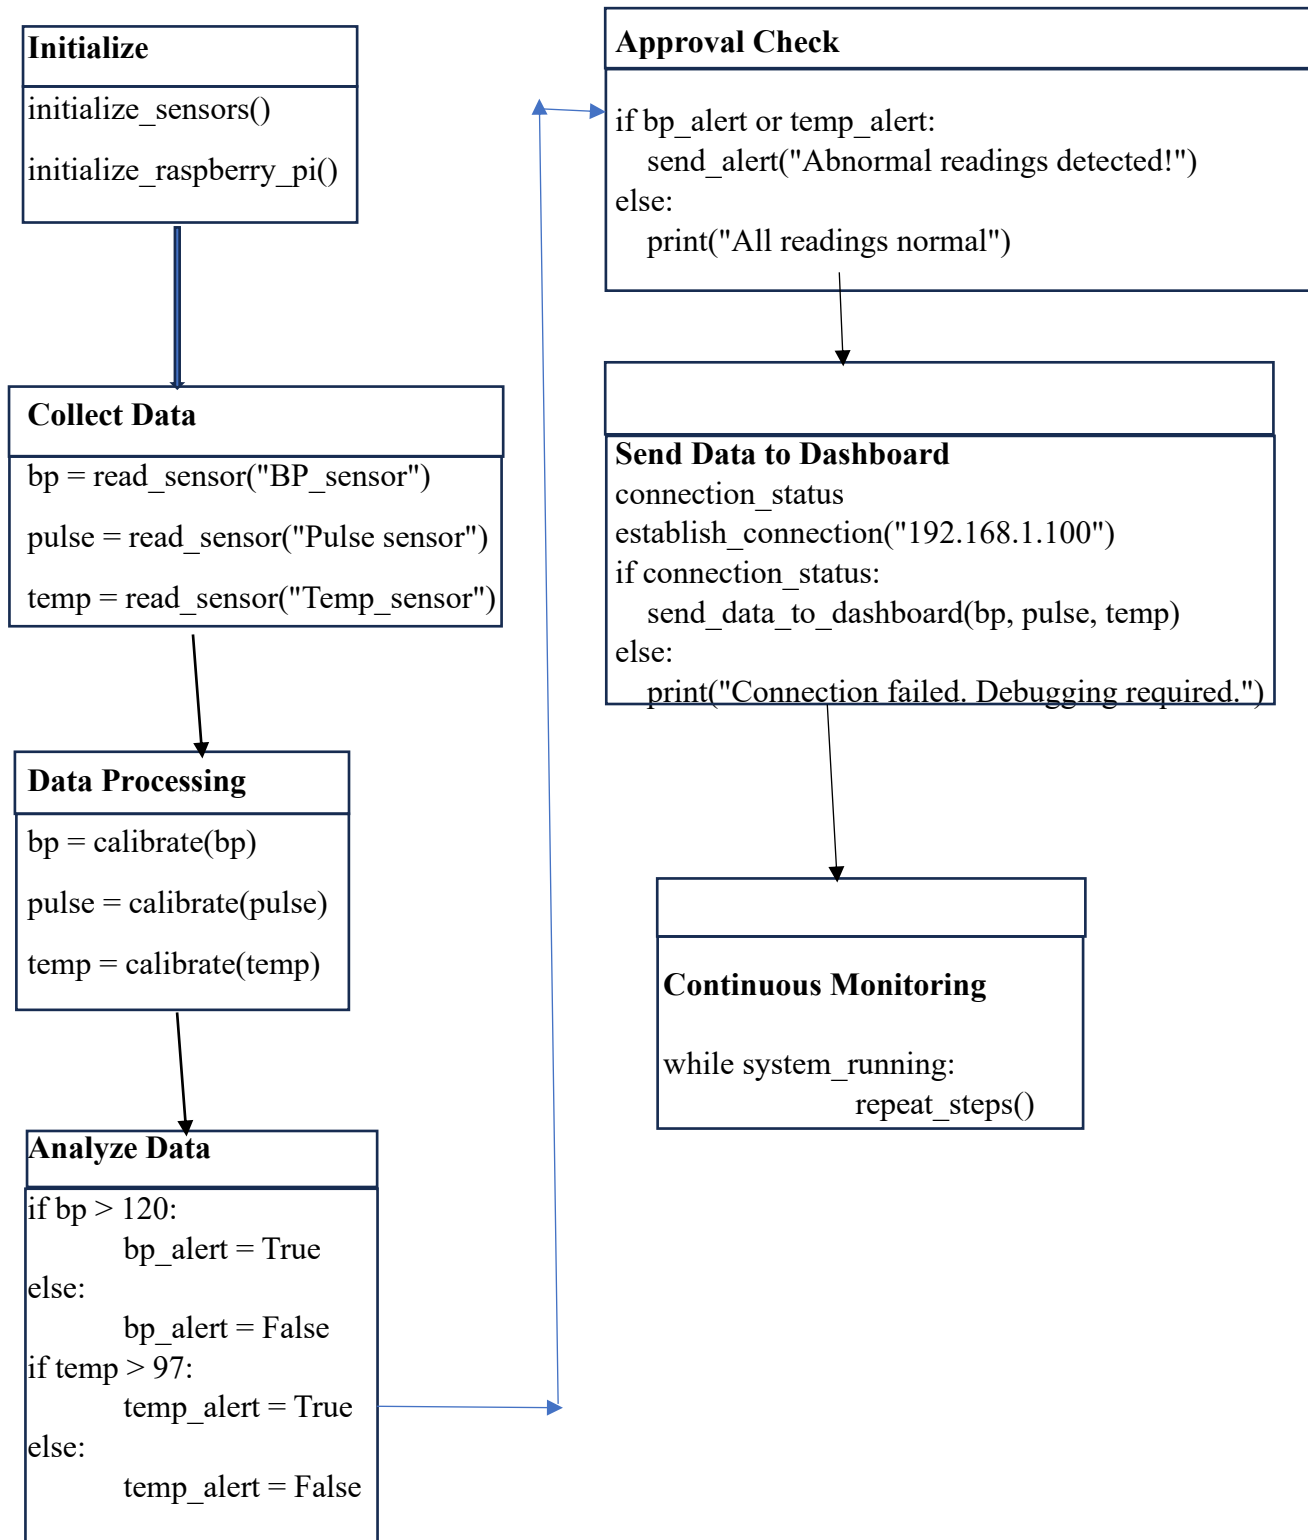 Initialize
initialize_sensors()
initialize_raspberry_pi()
Collect Data
bp = read_sensor("BP_sensor")
pulse = read_sensor("Pulse sensor")
temp = read_sensor("Temp_sensor")
Data Processing
bp = calibrate(bp)
pulse = calibrate(pulse)
temp = calibrate(temp)
Analyze Data
if bp > 120:
bp_alert = True
else:
bp_alert = False
if temp > 97:
temp_alert = True
else:
temp_alert = False
Approval Check
if bp_alert or temp_alert:
send_alert("Abnormal readings detected!")
else:
print("All readings normal")
Send Data to Dashboard
connection_status
establish_connection("192.168.1.100")
if connection_status:
send_data_to_dashboard(bp, pulse, temp)
else:
print("Connection failed. Debugging required.")
Continuous Monitoring
while system_running:
repeat_steps()